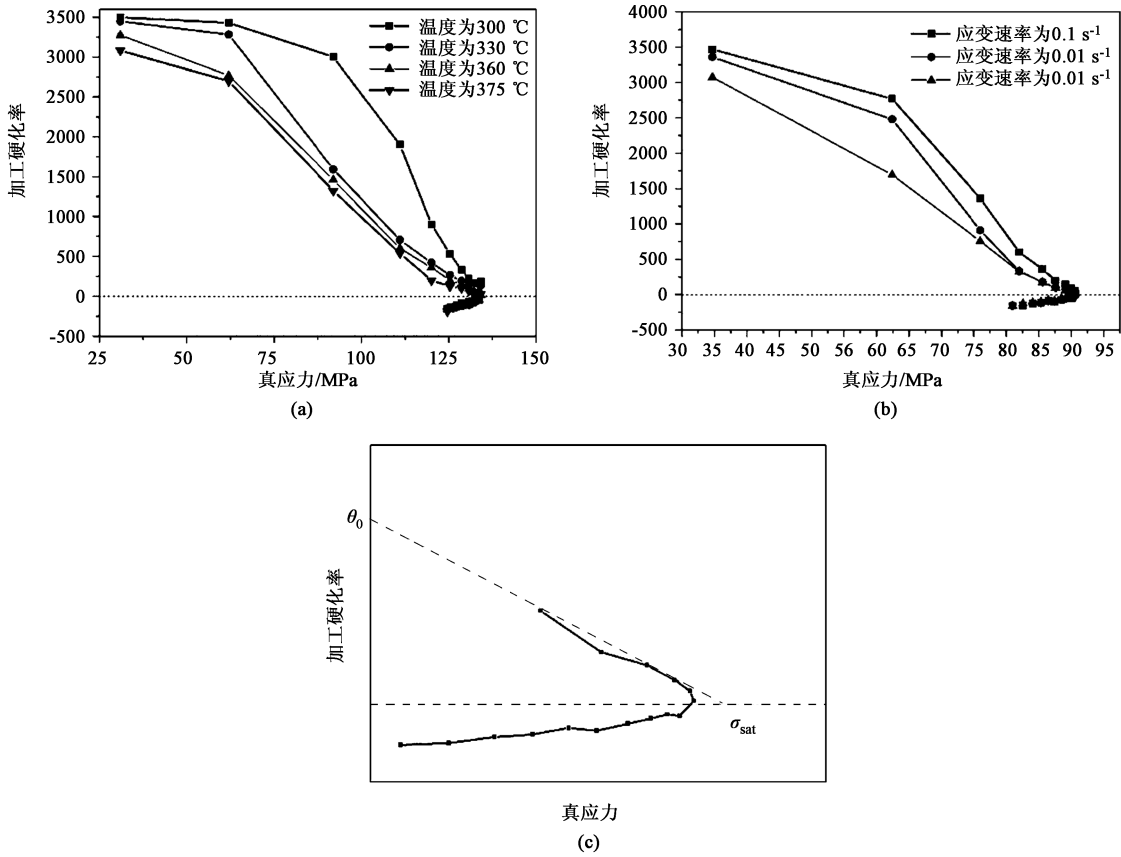 3500
3000
2500
2000
1500
1000
500
0
-500
加工硬化率
温度为300 ℃
温度为330 ℃
温度为360 ℃
温度为375 ℃
25 50 75 100 125 150
真应力/MPa
(a)
4000
3500
3000
2500
2000
1500
1000
500
0
-500
加工硬化率
应变速率为0.1 s⁻¹
应变速率为0.01 s⁻¹
应变速率为0.01 s⁻¹
30 35 40 45 50 55 60 65 70 75 80 85 90 95
真应力/MPa
(b)
θ₀
加工硬化率
σsat
真应力
(c)